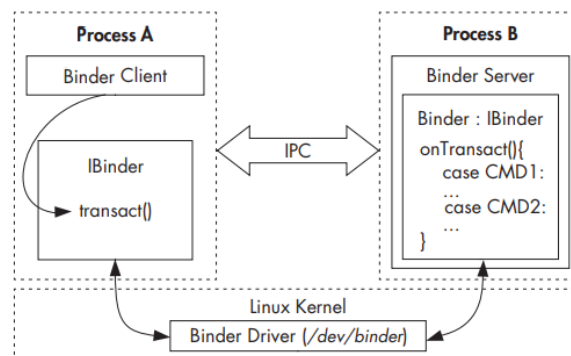 Process A
Binder Client
IBinder
transact()
IPC
Process B
Binder Server
Binder : IBinder
onTransact(){
case CMD1:
...
case CMD2:
...
}
Linux Kernel
Binder Driver (/dev/binder)